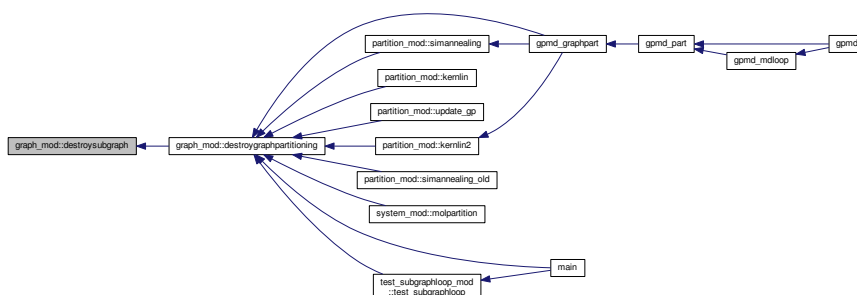 partition_mod::simannealing
gpmd_graphpart
gpmd_part
gpmd
gpmd_mdloop
partition_mod::kernlin
partition_mod::update_gp
graph_mod::destroysubgraph
graph_mod::destroygraphpartitioning
partition_mod::kernlin2
partition_mod::simannealing_old
system_mod::molpartition
main
test_subgraphloop_mod
::test_subgraphloop